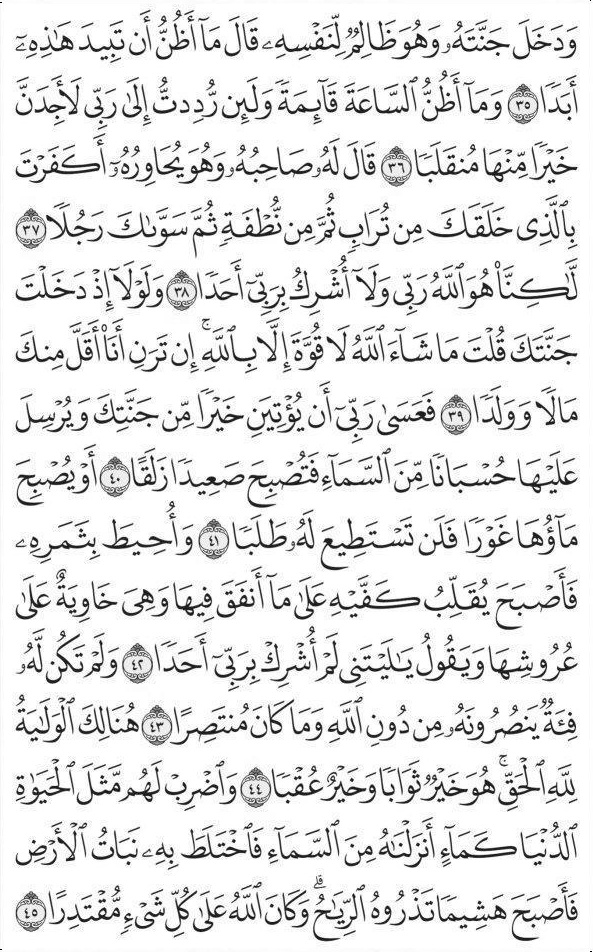 وَدَخَلَ جَنَّتَهُۥ وَهُوَ ظَالِمٌ لِّنَفْسِهِۦ قَالَ مَآ أَظُنُّ أَن تَبِيدَ هَٰذِهِۦٓ
أَبَدًا ٣٥ وَمَآ أَظُنُّ ٱلسَّاعَةَ قَآئِمَةً وَلَئِن رُّدِدتُّ إِلَىٰ رَبِّى لَأَجِدَنَّ
خَيْرًا مِّنْهَا مُنقَلَبًا ٣٦ قَالَ لَهُۥ صَاحِبُهُۥ وَهُوَ يُحَاوِرُهُۥٓ أَكَفَرْتَ
بِٱلَّذِى خَلَقَكَ مِن تُرَابٍ ثُمَّ مِن نُّطْفَةٍ ثُمَّ سَوَّىٰكَ رَجُلًا ٣٧
لَّٰكِنَّا۠ هُوَ ٱللَّهُ رَبِّى وَلَآ أُشْرِكُ بِرَبِّىٓ أَحَدًا ٣٨ وَلَوْلَآ إِذْ دَخَلْتَ
جَنَّتَكَ قُلْتَ مَا شَآءَ ٱللَّهُ لَا قُوَّةَ إِلَّا بِٱللَّهِ ۚ إِن تَرَنِ أَنَا۠ أَقَلَّ مِنكَ
مَالًا وَوَلَدًا ٣٩ فَعَسَىٰ رَبِّىٓ أَن يُؤْتِيَنِ خَيْرًا مِّن جَنَّتِكَ وَيُرْسِلَ
عَلَيْهَا حُسْبَانًا مِّنَ ٱلسَّمَآءِ فَتُصْبِحَ صَعِيدًا زَلَقًا ٤٠ أَوْ يُصْبِحَ
مَآؤُهَا غَوْرًا فَلَن تَسْتَطِيعَ لَهُۥ طَلَبًا ٤١ وَأُحِيطَ بِثَمَرِهِۦ
فَأَصْبَحَ يُقَلِّبُ كَفَّيْهِ عَلَىٰ مَآ أَنفَقَ فِيهَا وَهِىَ خَاوِيَةٌ عَلَىٰ
عُرُوشِهَا وَيَقُولُ يَٰلَيْتَنِى لَمْ أُشْرِكْ بِرَبِّىٓ أَحَدًا ٤٢ وَلَمْ تَكُن لَّهُۥ
فِئَةٌ يَنصُرُونَهُۥ مِن دُونِ ٱللَّهِ وَمَا كَانَ مُنتَصِرًا ٤٣ هُنَالِكَ ٱلْوَلَٰيَةُ
لِلَّهِ ٱلْحَقِّ ۚ هُوَ خَيْرٌ ثَوَابًا وَخَيْرٌ عُقْبًا ٤٤ وَٱضْرِبْ لَهُم مَّثَلَ ٱلْحَيَوٰةِ
ٱلدُّنْيَا كَمَآءٍ أَنزَلْنَٰهُ مِنَ ٱلسَّمَآءِ فَٱخْتَلَطَ بِهِۦ نَبَاتُ ٱلْأَرْضِ
فَأَصْبَحَ هَشِيمًا تَذْرُوهُ ٱلرِّيَٰحُ ۗ وَكَانَ ٱللَّهُ عَلَىٰ كُلِّ شَىْءٍ مُّقْتَدِرًا ٤٥